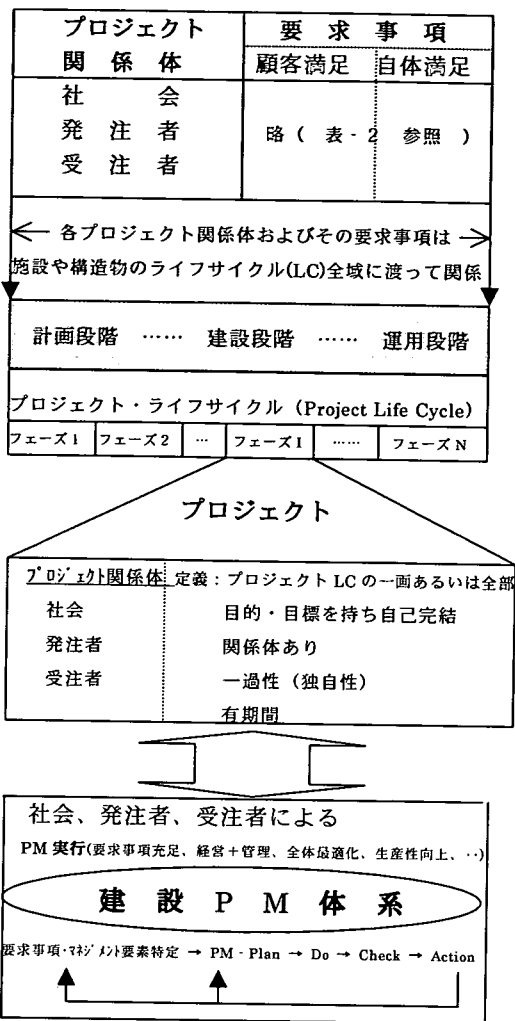 プロジェクト 要求事項
関係体 顧客満足 自体満足
社会
発注者 略(表-2 参照)
受注者
← 各プロジェクト関係体およびその要求事項は →
施設や構造物のライフサイクル(LC)全域に渡って関係
計画段階 …… 建設段階 …… 運用段階
プロジェクト・ライフサイクル(Project Life Cycle)
フェーズ1 フェーズ2 … フェーズI …… フェーズN
プロジェクト
プロジェクト関係体 定義:プロジェクトLCの一画あるいは全部
社会 目的・目標を持ち自己完結
発注者 関係体あり
受注者 一過性(独自性)
有期間
社会、発注者、受注者による
PM実行(要求事項充足、経営+管理、全体最適化、生産性向上、‥)
建設PM体系
要求事項・マネジメント要素特定 → PM-Plan → Do → Check → Action